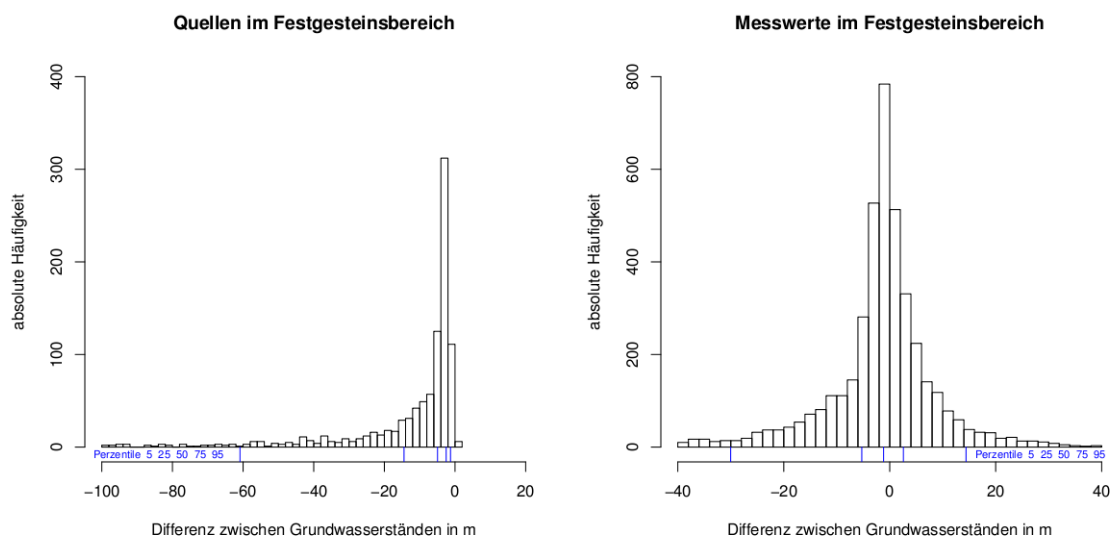 Quellen im Festgesteinsbereich
absolute Häufigkeit
400
300
200
100
0
Perzentile 5 25 50 75 95
−100 −80 −60 −40 −20 0 20
Differenz zwischen Grundwasserständen in m
Messwerte im Festgesteinsbereich
absolute Häufigkeit
800
600
400
200
0
Perzentile 5 25 50 75 95
−40 −20 0 20 40
Differenz zwischen Grundwasserständen in m